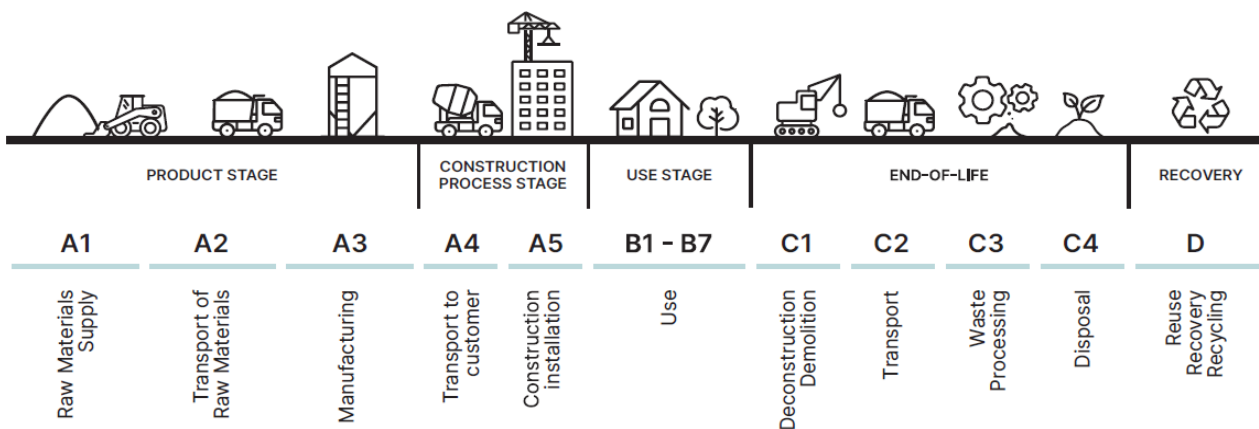 PRODUCT STAGE
CONSTRUCTION
PROCESS STAGE
USE STAGE
END-OF-LIFE
RECOVERY
A1
A2
A3
A4
A5
B1 - B7
C1
C2
C3
C4
D
Raw Materials
Supply
Transport of
Raw Materials
Manufacturing
Transport to
customer
Construction
installation
Use
Deconstruction
Demolition
Transport
Waste
Processing
Disposal
Reuse
Recovery
Recycling